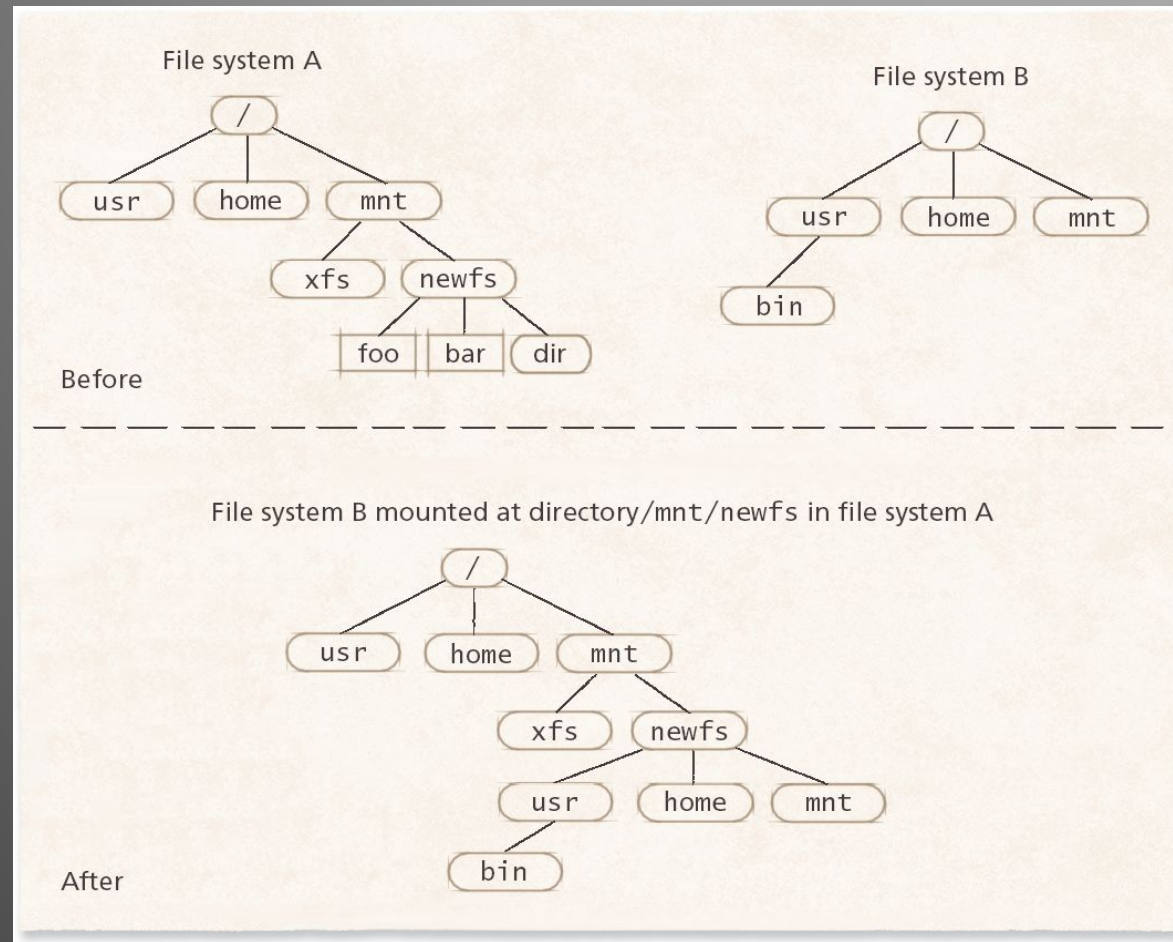 File system A
File system B
/
/
usr home mnt
usr home mnt
xfs newfs
bin
foo bar dir
Before
File system B mounted at directory/mnt/newfs in file system A
/
usr home mnt
xfs newfs
usr home mnt
bin
After